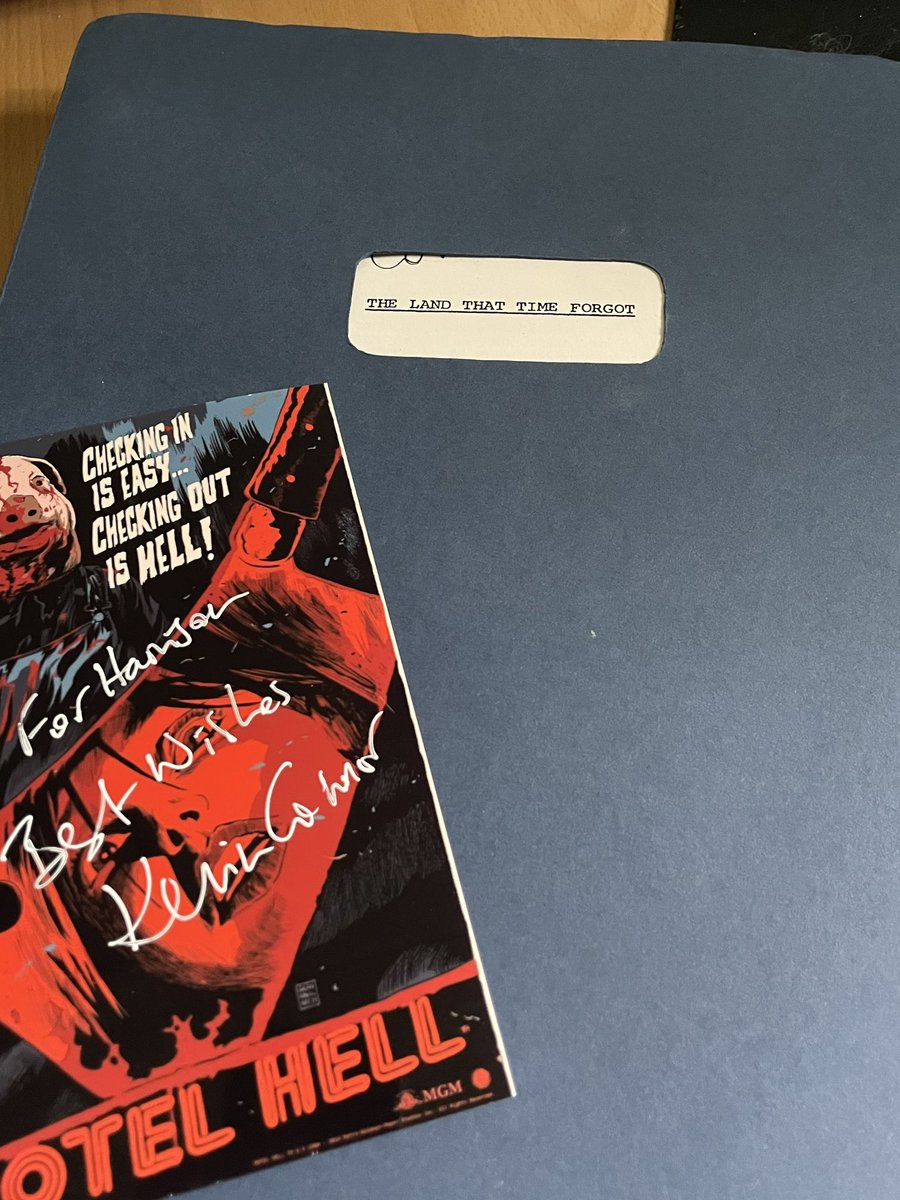 THE LAND THAT TIME FORGOT
CHECKING IN
IS EASY...
CHECKING OUT
IS HELL!
For Harrison
Best Wishes
Kevin Connor
OTEL HELL
MGM